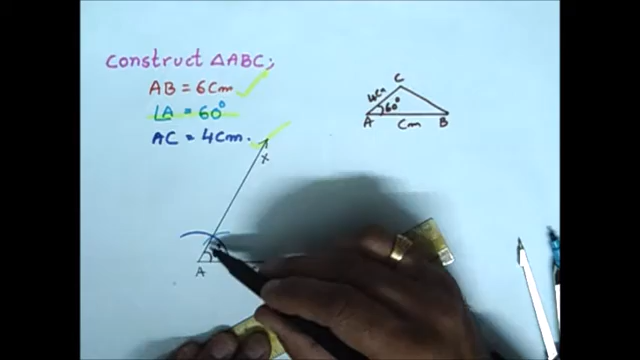 Construct ΔABC;
AB = 6Cm
∠A = 60°
AC = 4Cm.
C
4Cm
60°
A
Cm
B
X
A